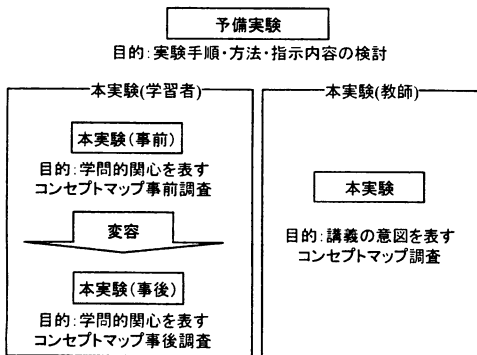 予備実験
目的:実験手順・方法・指示内容の検討
本実験(学習者)
本実験(事前)
目的:学問的関心を表す
コンセプトマップ事前調査
変容
本実験(事後)
目的:学問的関心を表す
コンセプトマップ事後調査
本実験(教師)
本実験
目的:講義の意図を表す
コンセプトマップ調査